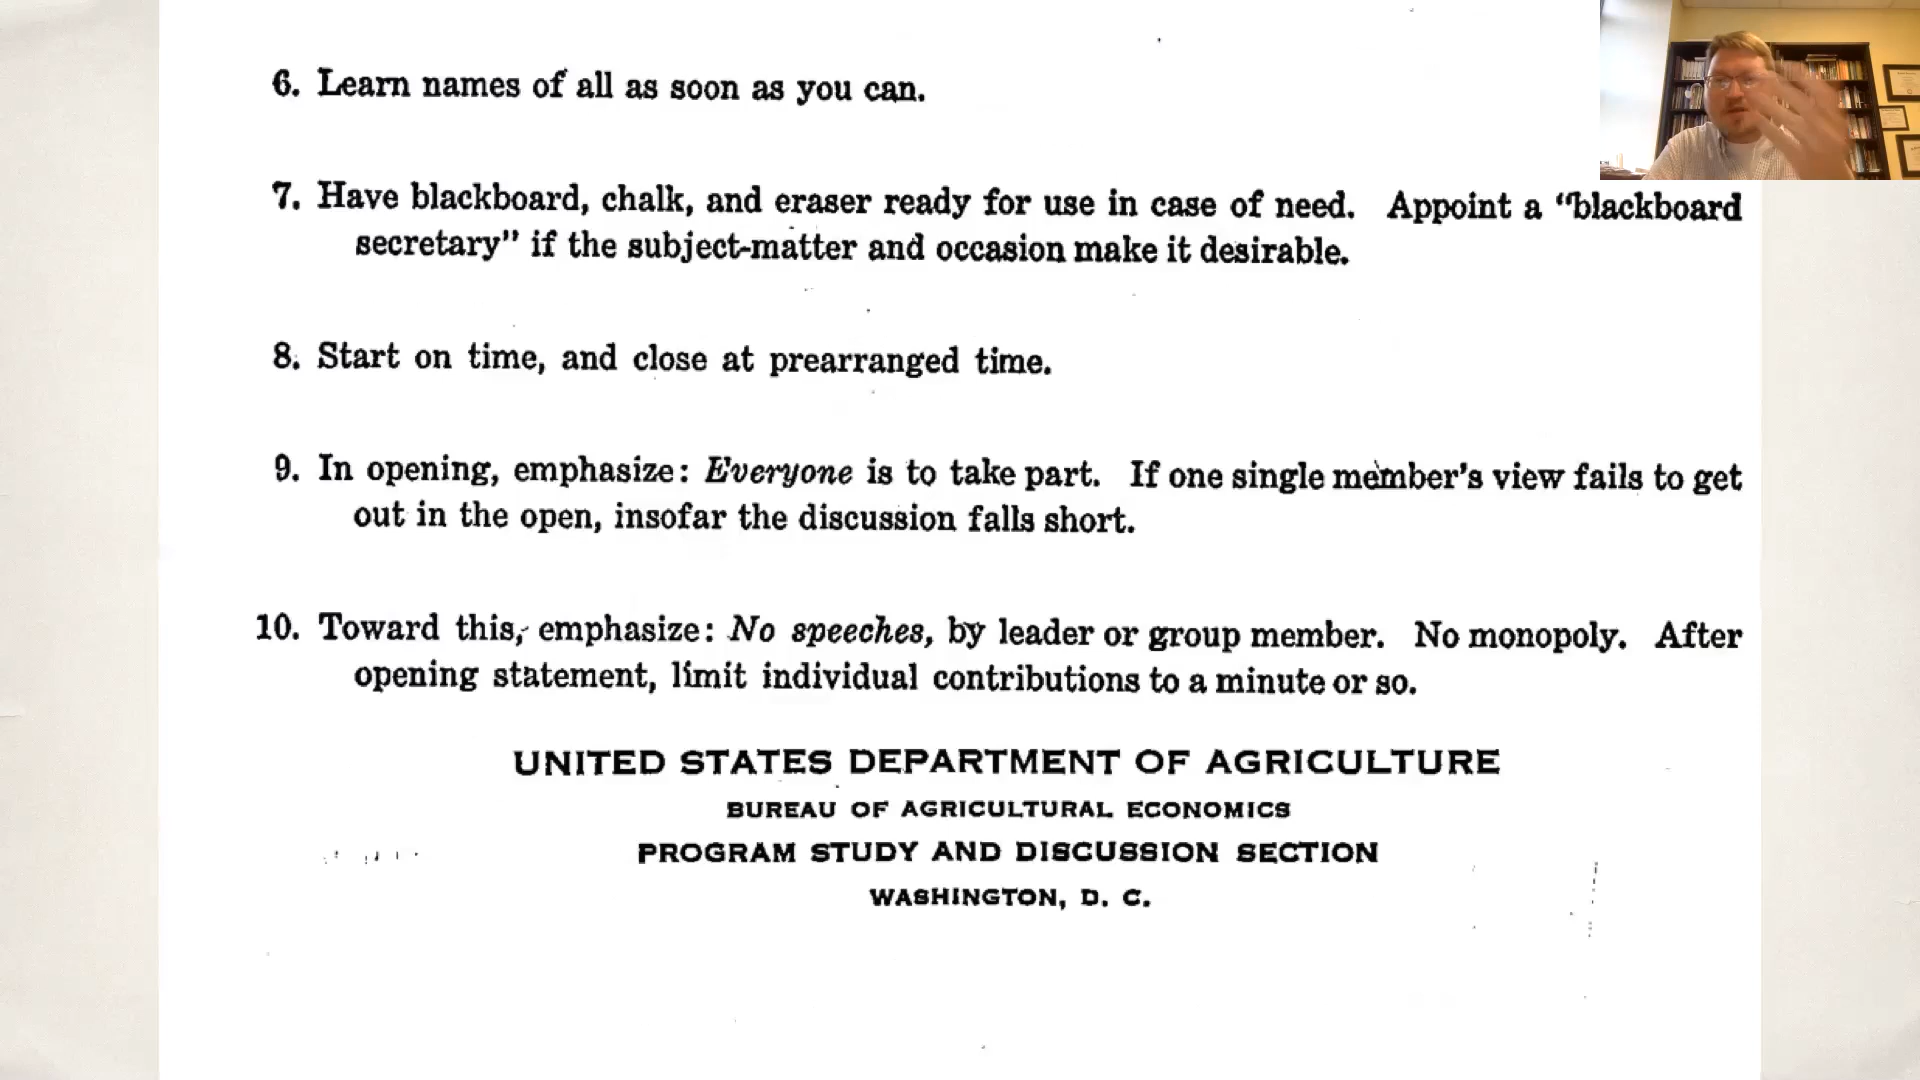 6. Learn names of all as soon as you can.
7. Have blackboard, chalk, and eraser ready for use in case of need. Appoint a "blackboard
secretary" if the subject-matter and occasion make it desirable.
8. Start on time, and close at prearranged time.
9. In opening, emphasize: Everyone is to take part. If one single member's view fails to get
out in the open, insofar the discussion falls short.
10. Toward this, emphasize: No speeches, by leader or group member. No monopoly. After
opening statement, limit individual contributions to a minute or so.
UNITED STATES DEPARTMENT OF AGRICULTURE
BUREAU OF AGRICULTURAL ECONOMICS
PROGRAM STUDY AND DISCUSSION SECTION
WASHINGTON, D. C.